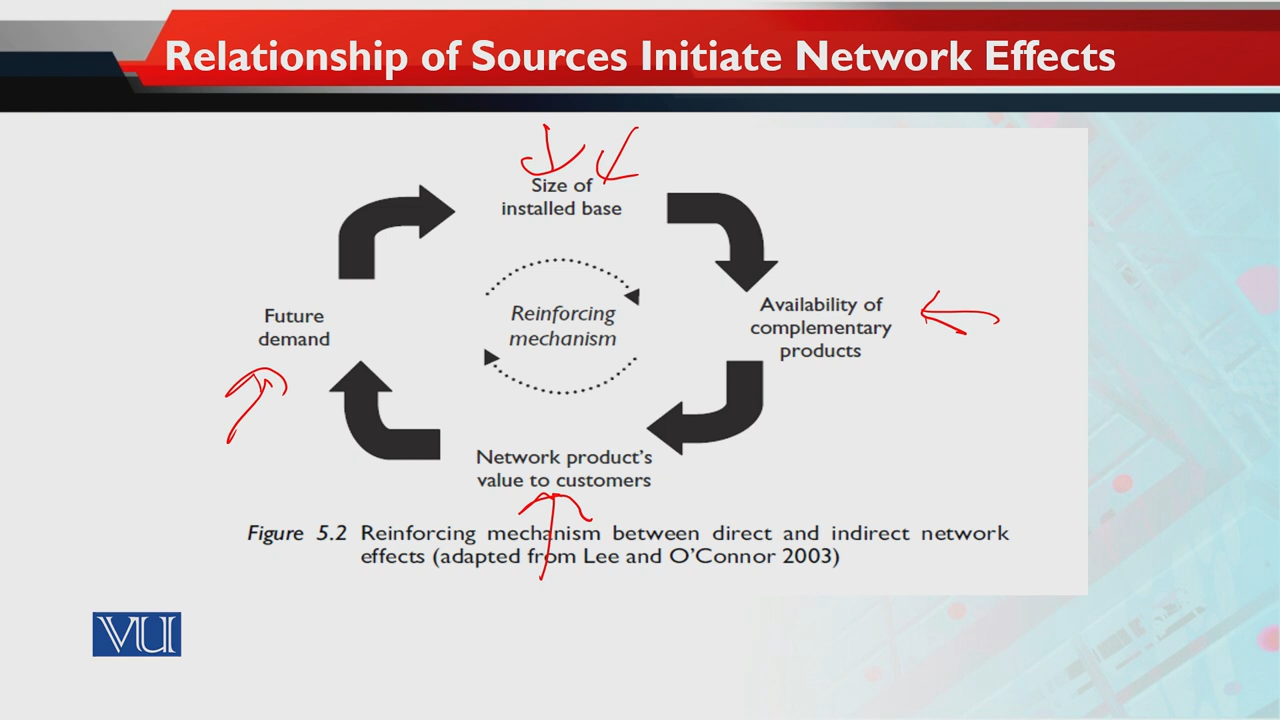 Relationship of Sources Initiate Network Effects
Size of
installed base
Reinforcing
mechanism
Future
demand
Availability of
complementary
products
Network product's
value to customers
Figure 5.2 Reinforcing mechanism between direct and indirect network
effects (adapted from Lee and O'Connor 2003)
VU